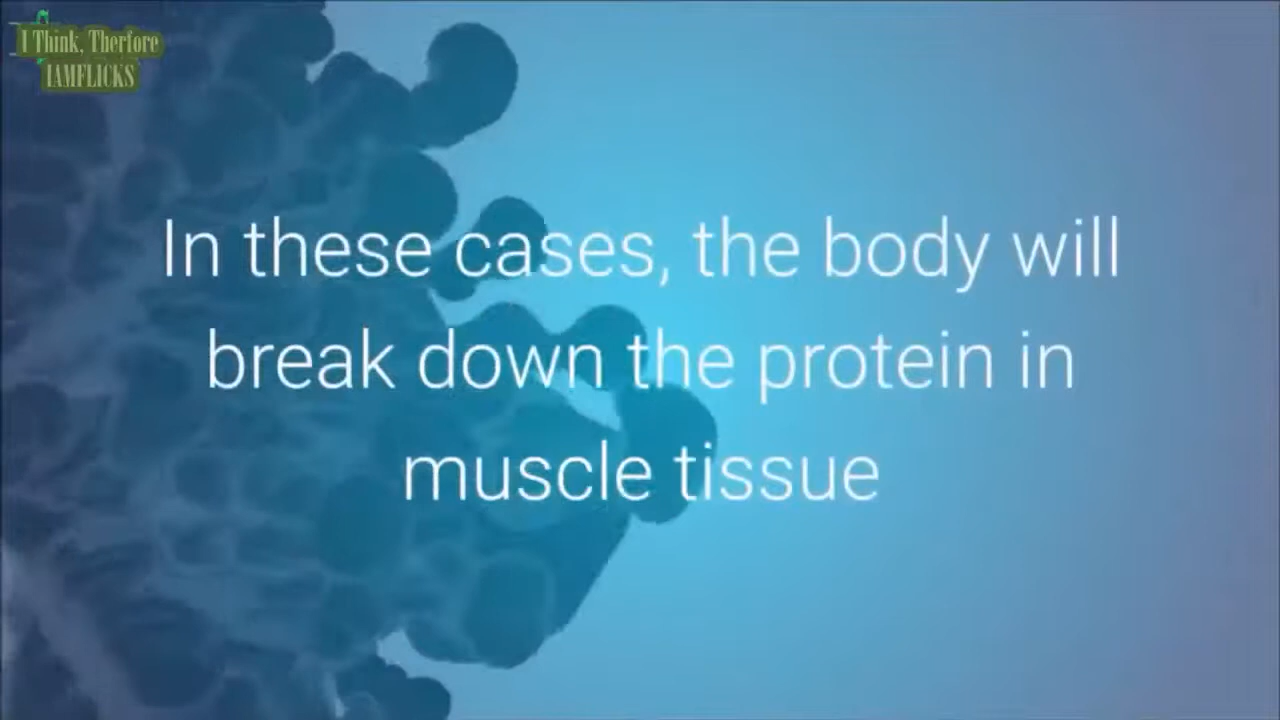 I Think, Therfore
IAMFLICKS
In these cases, the body will
break down the protein in
muscle tissue